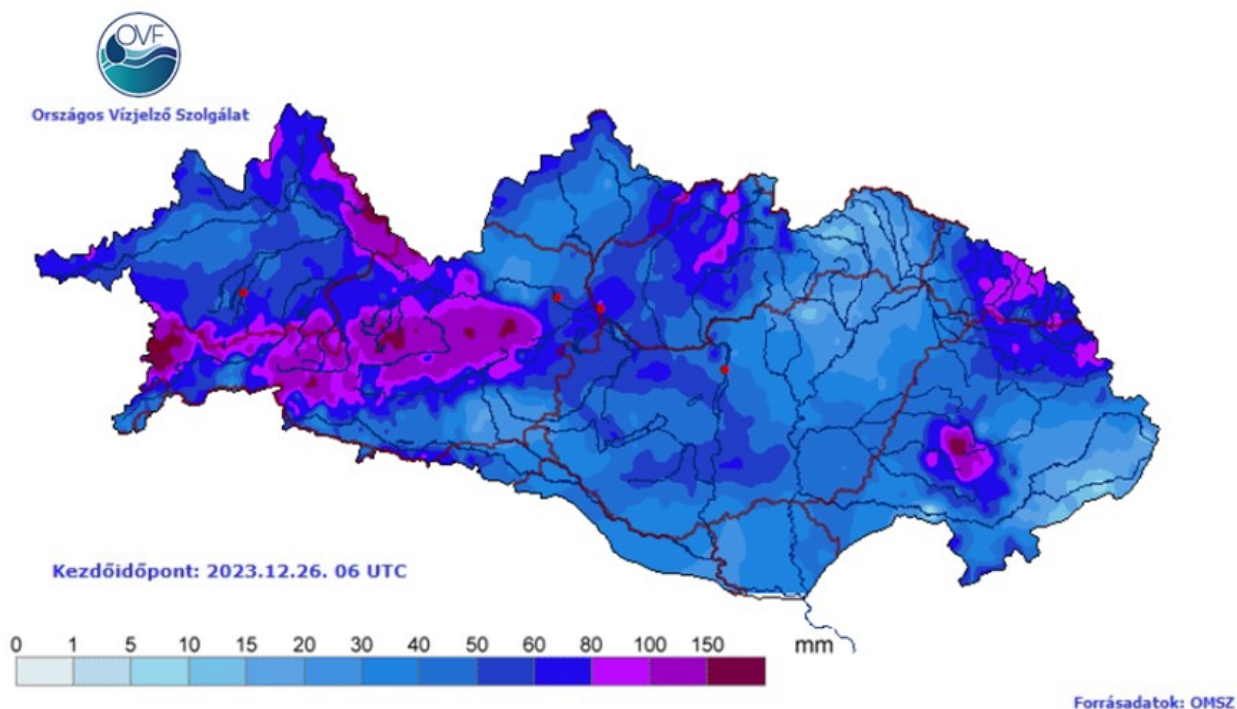 OVF
Országos Vízjelző Szolgálat
Kezdőidőpont: 2023.12.26. 06 UTC
0 1 5 10 15 20 30 40 50 60 80 100 150 mm
Forrásadatok: OMSZ